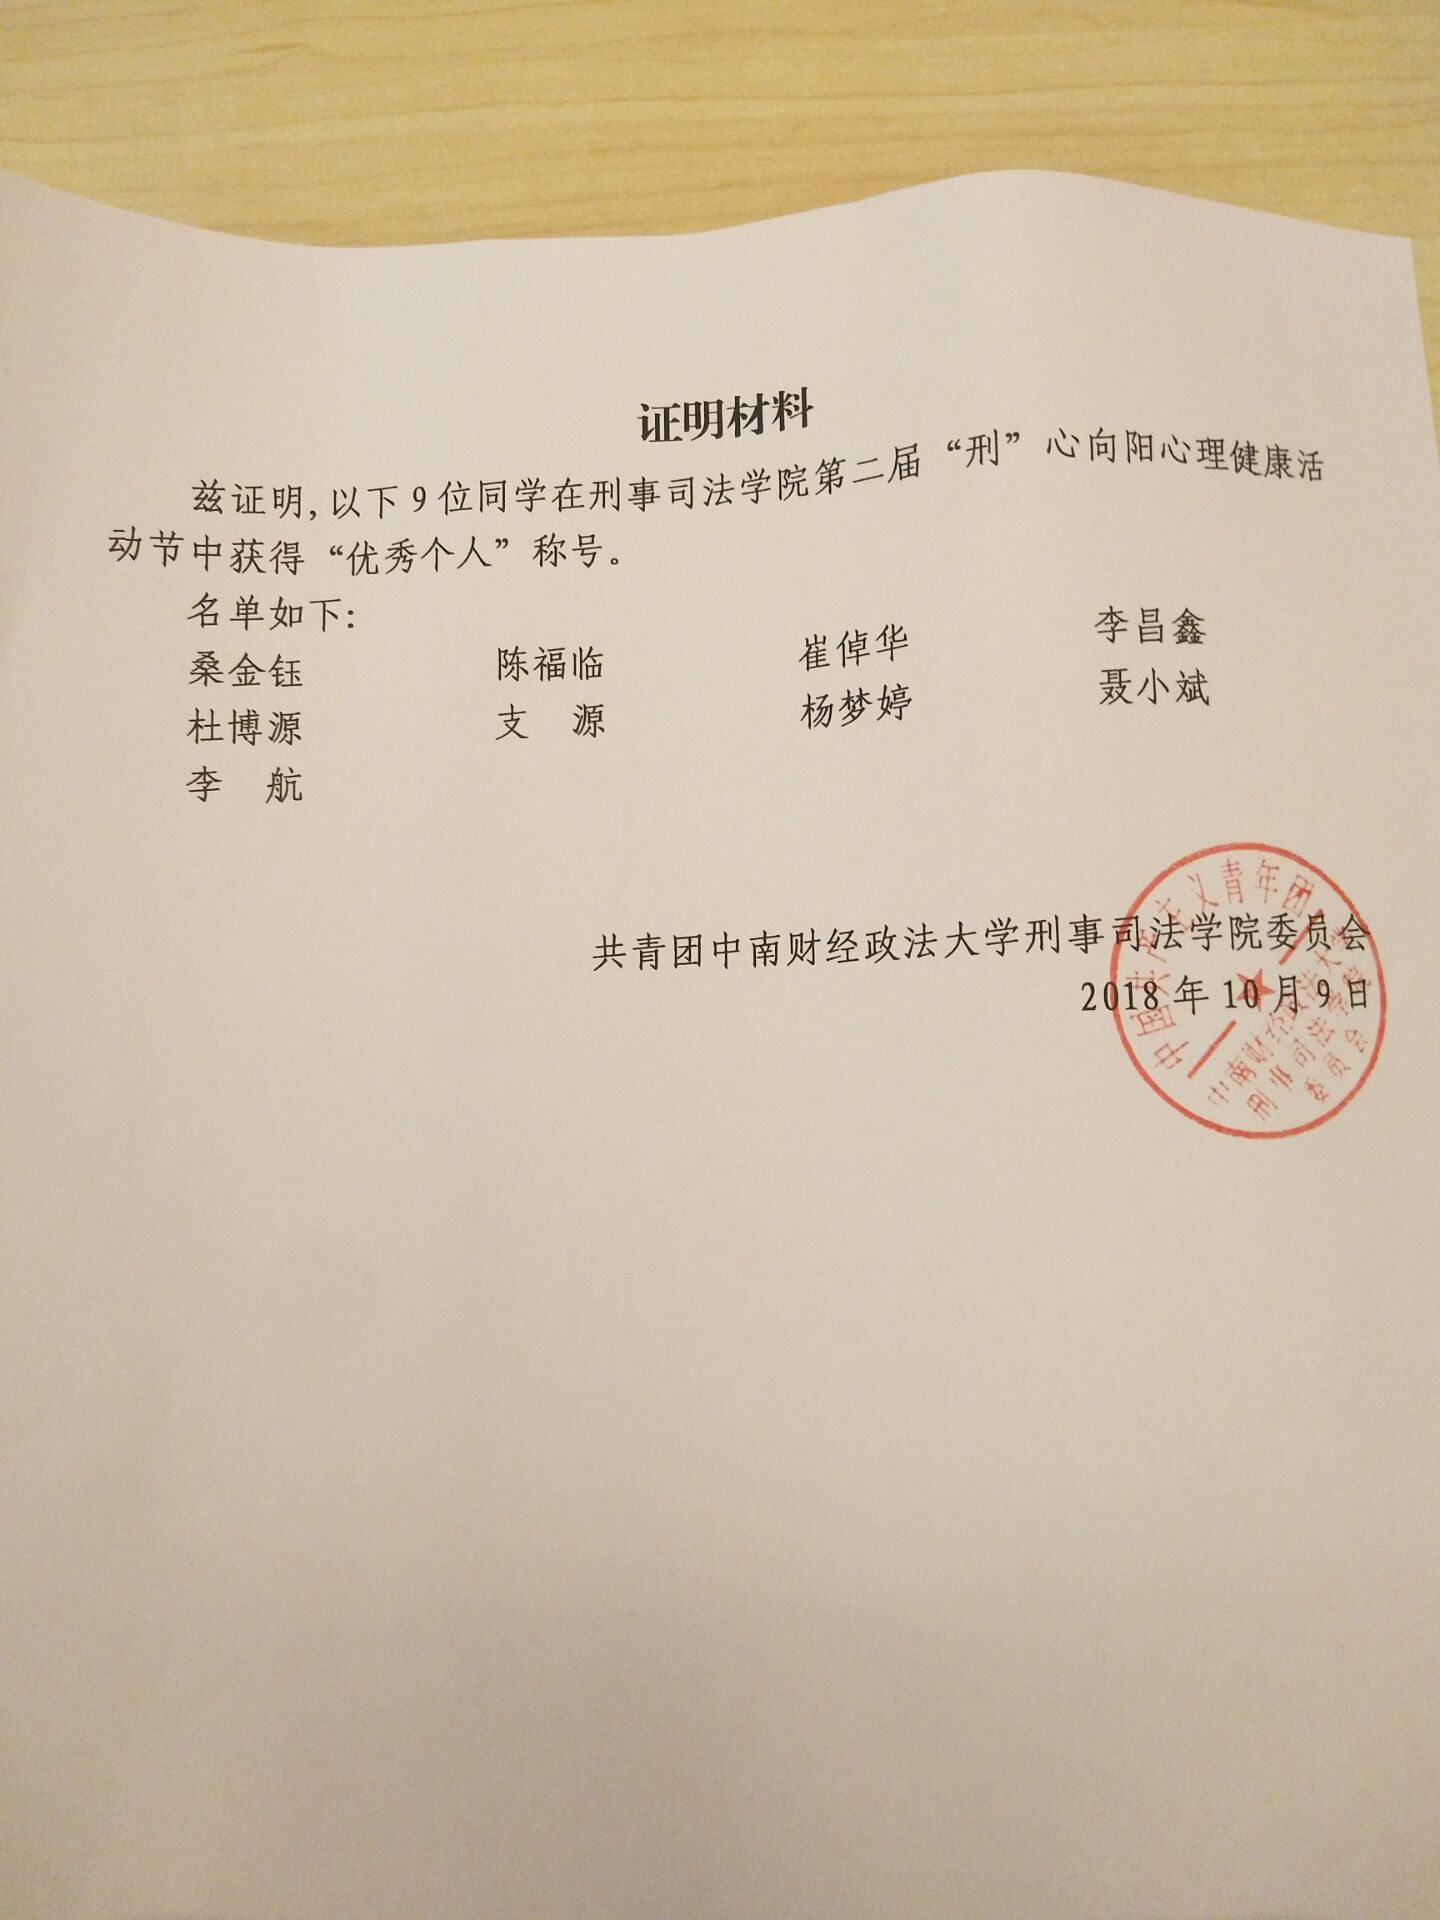 证明材料
兹证明,以下9位同学在刑事司法学院第二届“刑”心向阳心理健康活
动节中获得“优秀个人”称号。
名单如下:
桑金钰 陈福临 崔倬华 李昌鑫
杜博源 支 源 杨梦婷 聂小斌
李 航
共青团中南财经政法大学刑事司法学院委员会
2018年10月9日
中国共产主义青年团
中南财经政法大学
刑事司法学院
委员会